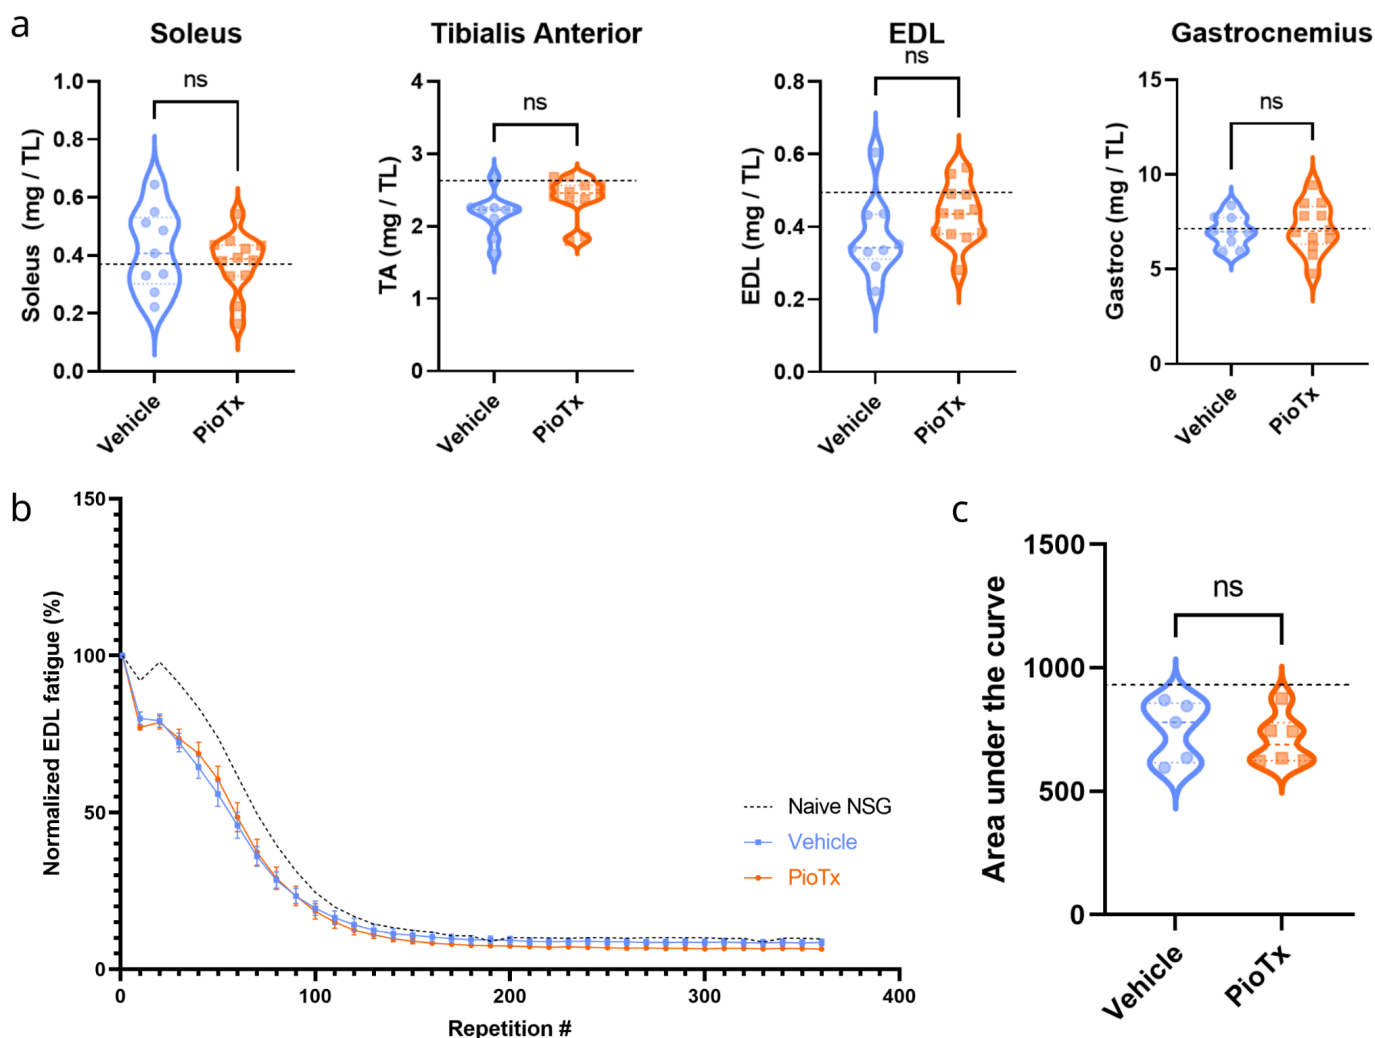 a
Soleus
Tibialis Anterior
EDL
Gastrocnemius
ns
ns
ns
ns
1.0
0.8
0.6
0.4
0.2
0.0
Soleus (mg / TL)
Vehicle
PioTx
4
3
2
1
0
TA (mg / TL)
Vehicle
PioTx
0.8
0.6
0.4
0.2
0.0
EDL (mg / TL)
Vehicle
PioTx
15
10
5
0
Gastroc (mg / TL)
Vehicle
PioTx
b
150
100
50
0
Normalized EDL fatigue (%)
0
100
200
300
400
Repetition #
Naive NSG
Vehicle
PioTx
c
1500
1000
500
0
Area under the curve
ns
Vehicle
PioTx